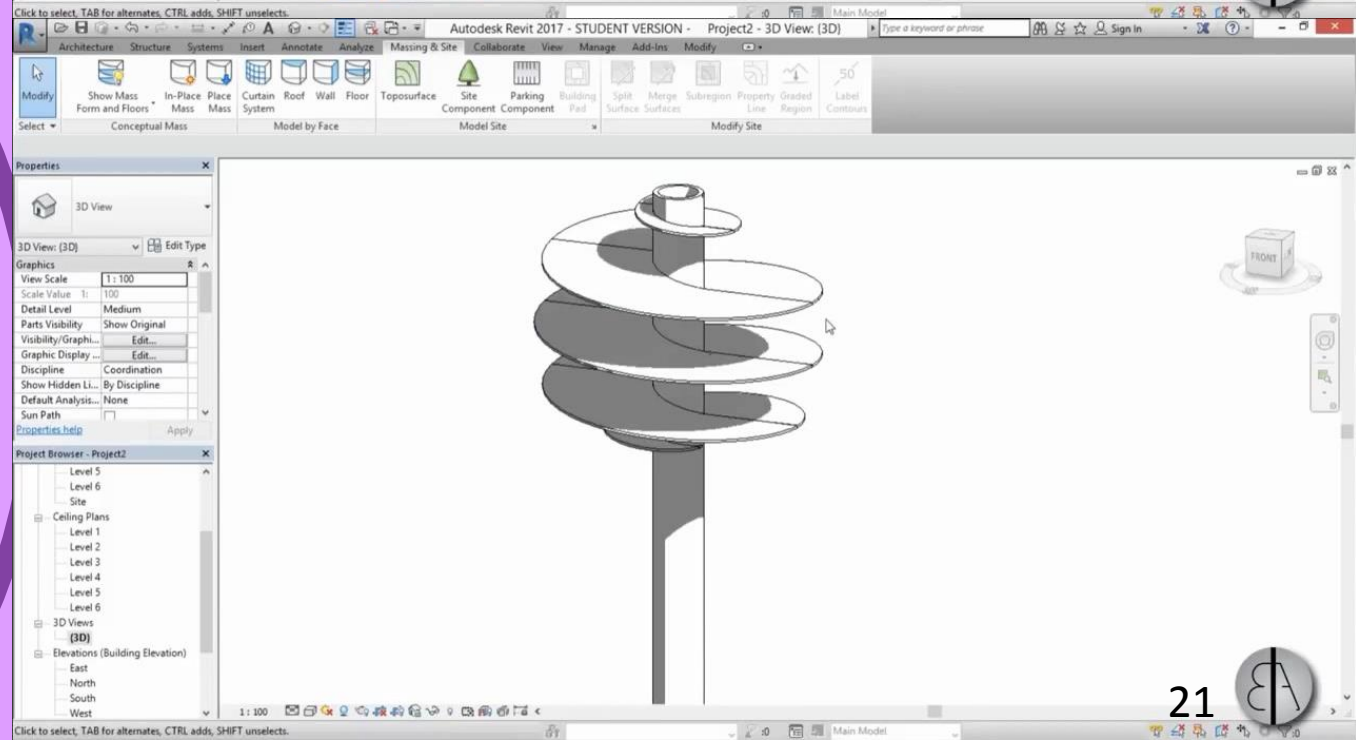 Click to select, TAB for alternates, CTRL adds, SHIFT unselects.
:0
Main Model
Autodesk Revit 2017 - STUDENT VERSION - Project2 - 3D View: {3D}
Type a keyword or phrase
Sign In
Architecture Structure Systems Insert Annotate Analyze Massing & Site Collaborate View Manage Add-Ins Modify
Modify
Show Mass Form and Floors
In-Place Mass
Place Mass
Curtain System
Roof
Wall
Floor
Toposurface
Site Component
Parking Component
Building Pad
Split Surface
Merge Surfaces
Subregion
Property Line
Graded Region
Label Contours
Select
Conceptual Mass
Model by Face
Model Site
Modify Site
Properties
3D View
3D View: {3D}
Edit Type
Graphics
View Scale 1 : 100
Scale Value 1: 100
Detail Level Medium
Parts Visibility Show Original
Visibility/Graphi... Edit...
Graphic Display ... Edit...
Discipline Coordination
Show Hidden Li... By Discipline
Default Analysis... None
Sun Path
Properties help
Apply
Project Browser - Project2
Level 5
Level 6
Site
Ceiling Plans
Level 1
Level 2
Level 3
Level 4
Level 5
Level 6
3D Views
{3D}
Elevations (Building Elevation)
East
North
South
West
FRONT
1 : 100
21
Click to select, TAB for alternates, CTRL adds, SHIFT unselects.
:0
Main Model
:0